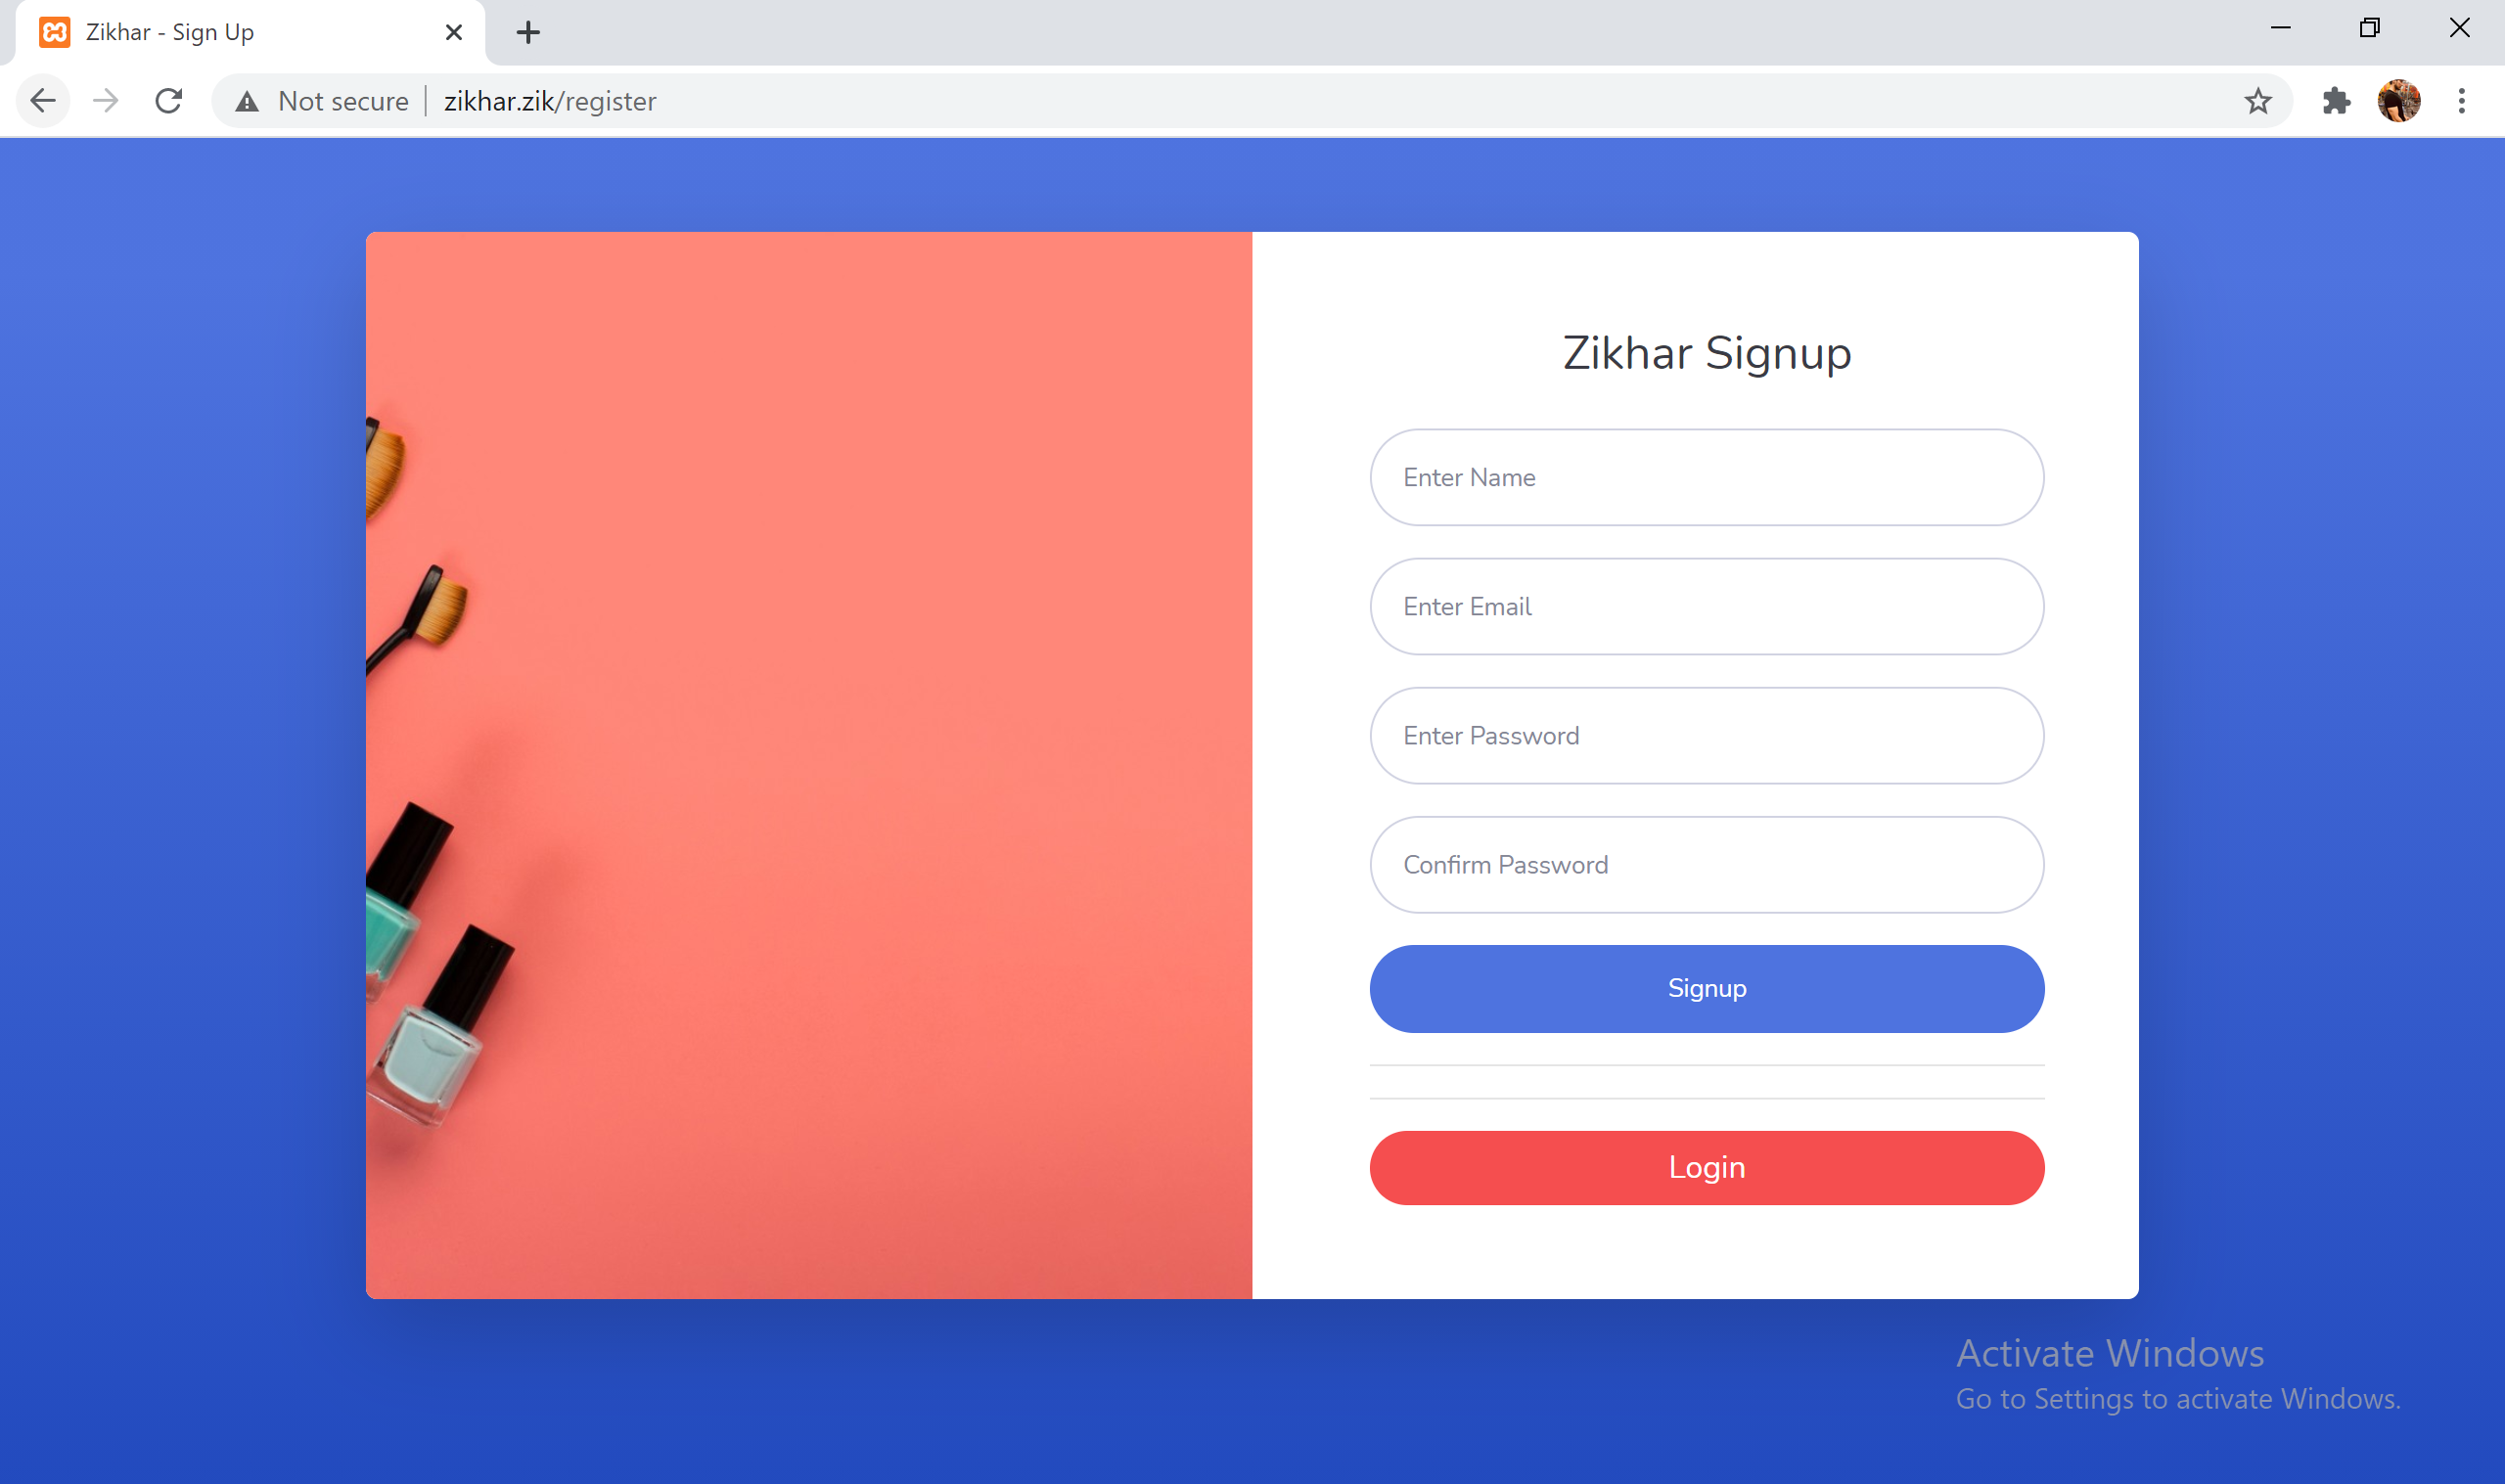 Zikhar - Sign Up
Not secure
zikhar.zik/register
Zikhar Signup
Enter Name
Enter Email
Enter Password
Confirm Password
Signup
Login
Activate Windows
Go to Settings to activate Windows.